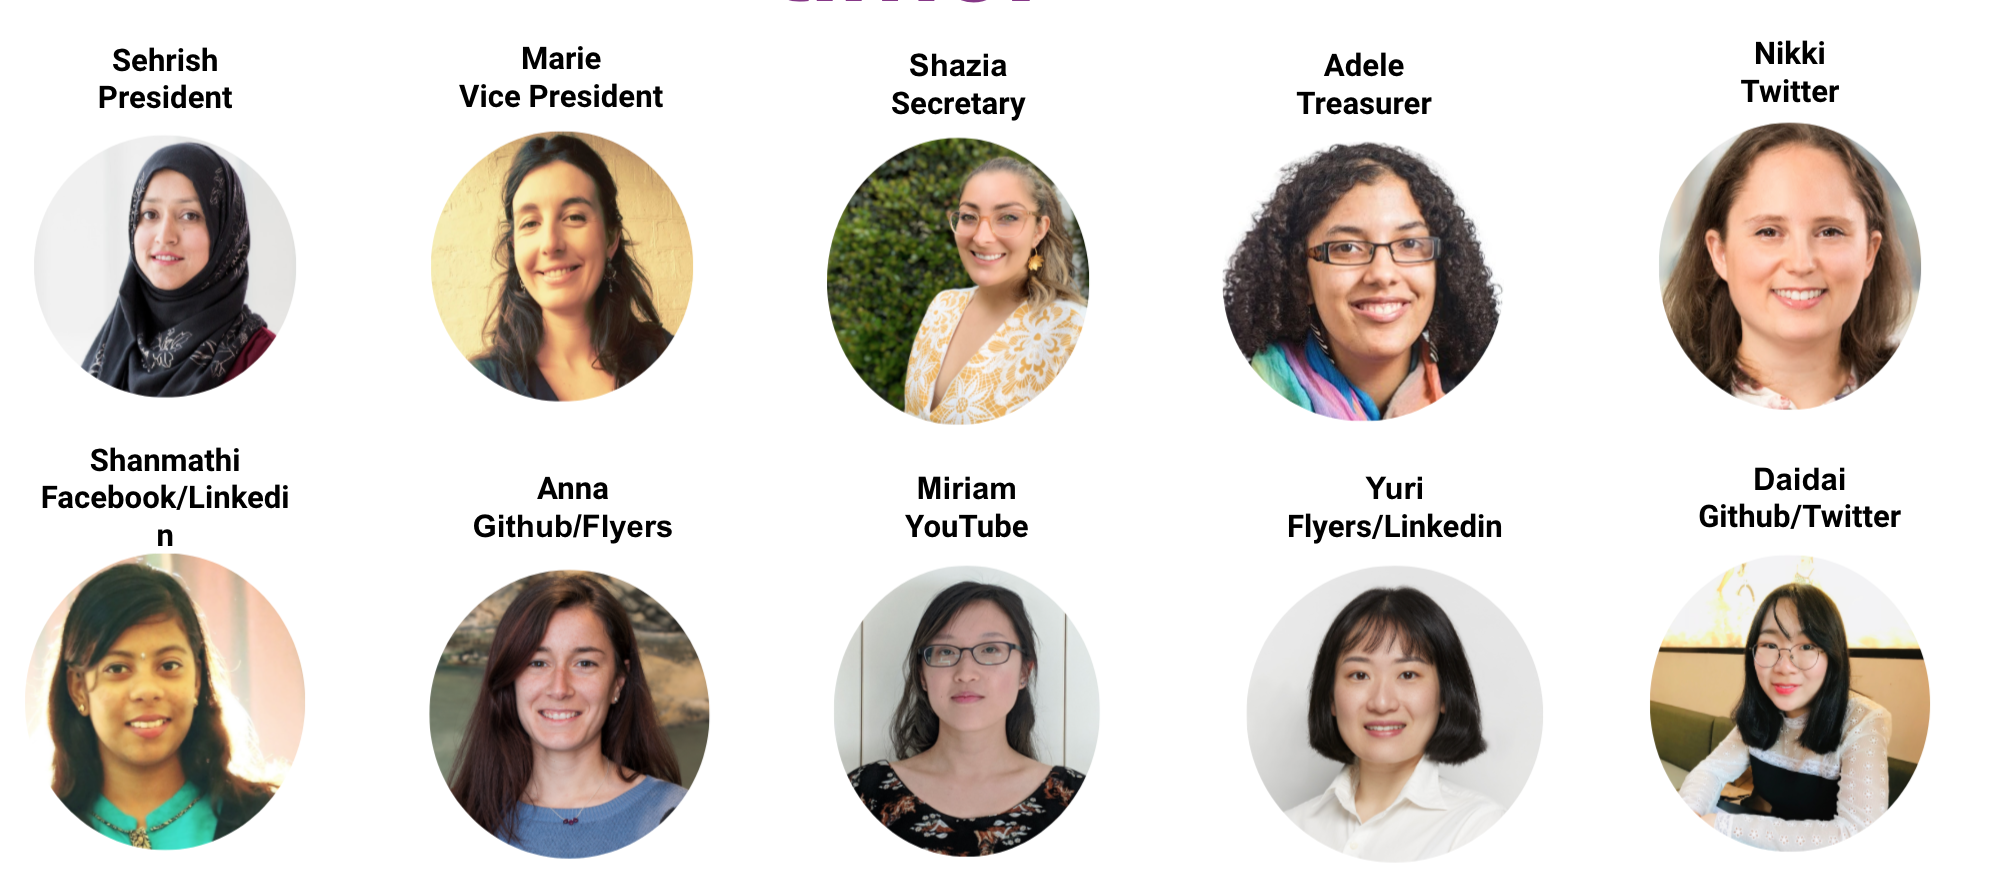 Sehrish
President
Marie
Vice President
Shazia
Secretary
Adele
Treasurer
Nikki
Twitter
Shanmathi
Facebook/Linkedi
n
Anna
Github/Flyers
Miriam
YouTube
Yuri
Flyers/Linkedin
Daidai
Github/Twitter